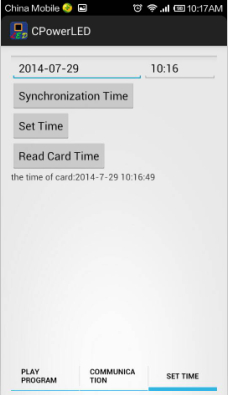 China Mobile 10:17AM
CPowerLED
2014-07-29 10:16
Synchronization Time
Set Time
Read Card Time
the time of card:2014-7-29 10:16:49
PLAY
PROGRAM
COMMUNICA
TION
SET TIME